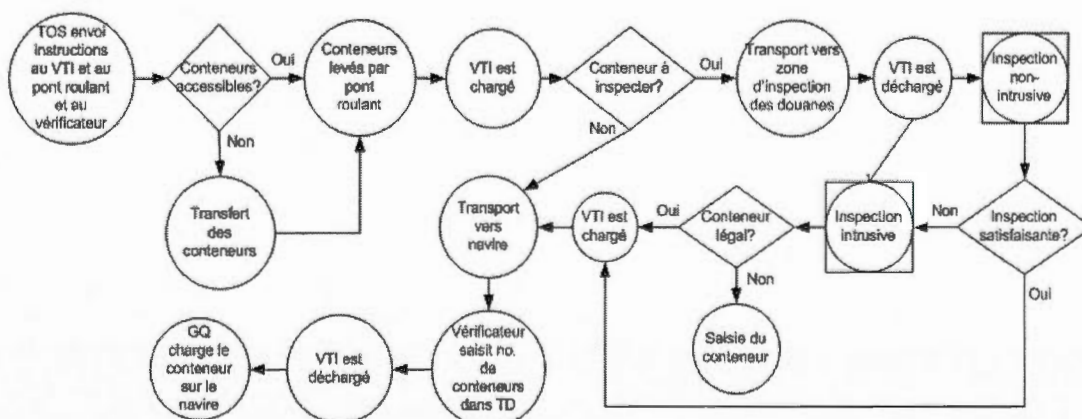 TOS envoi
instructions
au VTI et au
pont roulant
et au
vérificateur
Conteneurs
accessibles?
Oui
Non
Transfert
des
conteneurs
Conteneurs
levés par
pont
roulant
VTI est
chargé
Conteneur à
inspecter?
Oui
Non
Transport vers
zone
d'inspection
des douanes
VTI est
déchargé
Inspection
non-
intrusive
Inspection
satisfaisante?
Non
Oui
Inspection
intrusive
Conteneur
légal?
Oui
Non
Saisie du
conteneur
VTI est
chargé
Transport
vers
navire
Vérificateur
saisit no.
de
conteneurs
dans TD
VTI est
déchargé
GQ
charge le
conteneur
sur le
navire